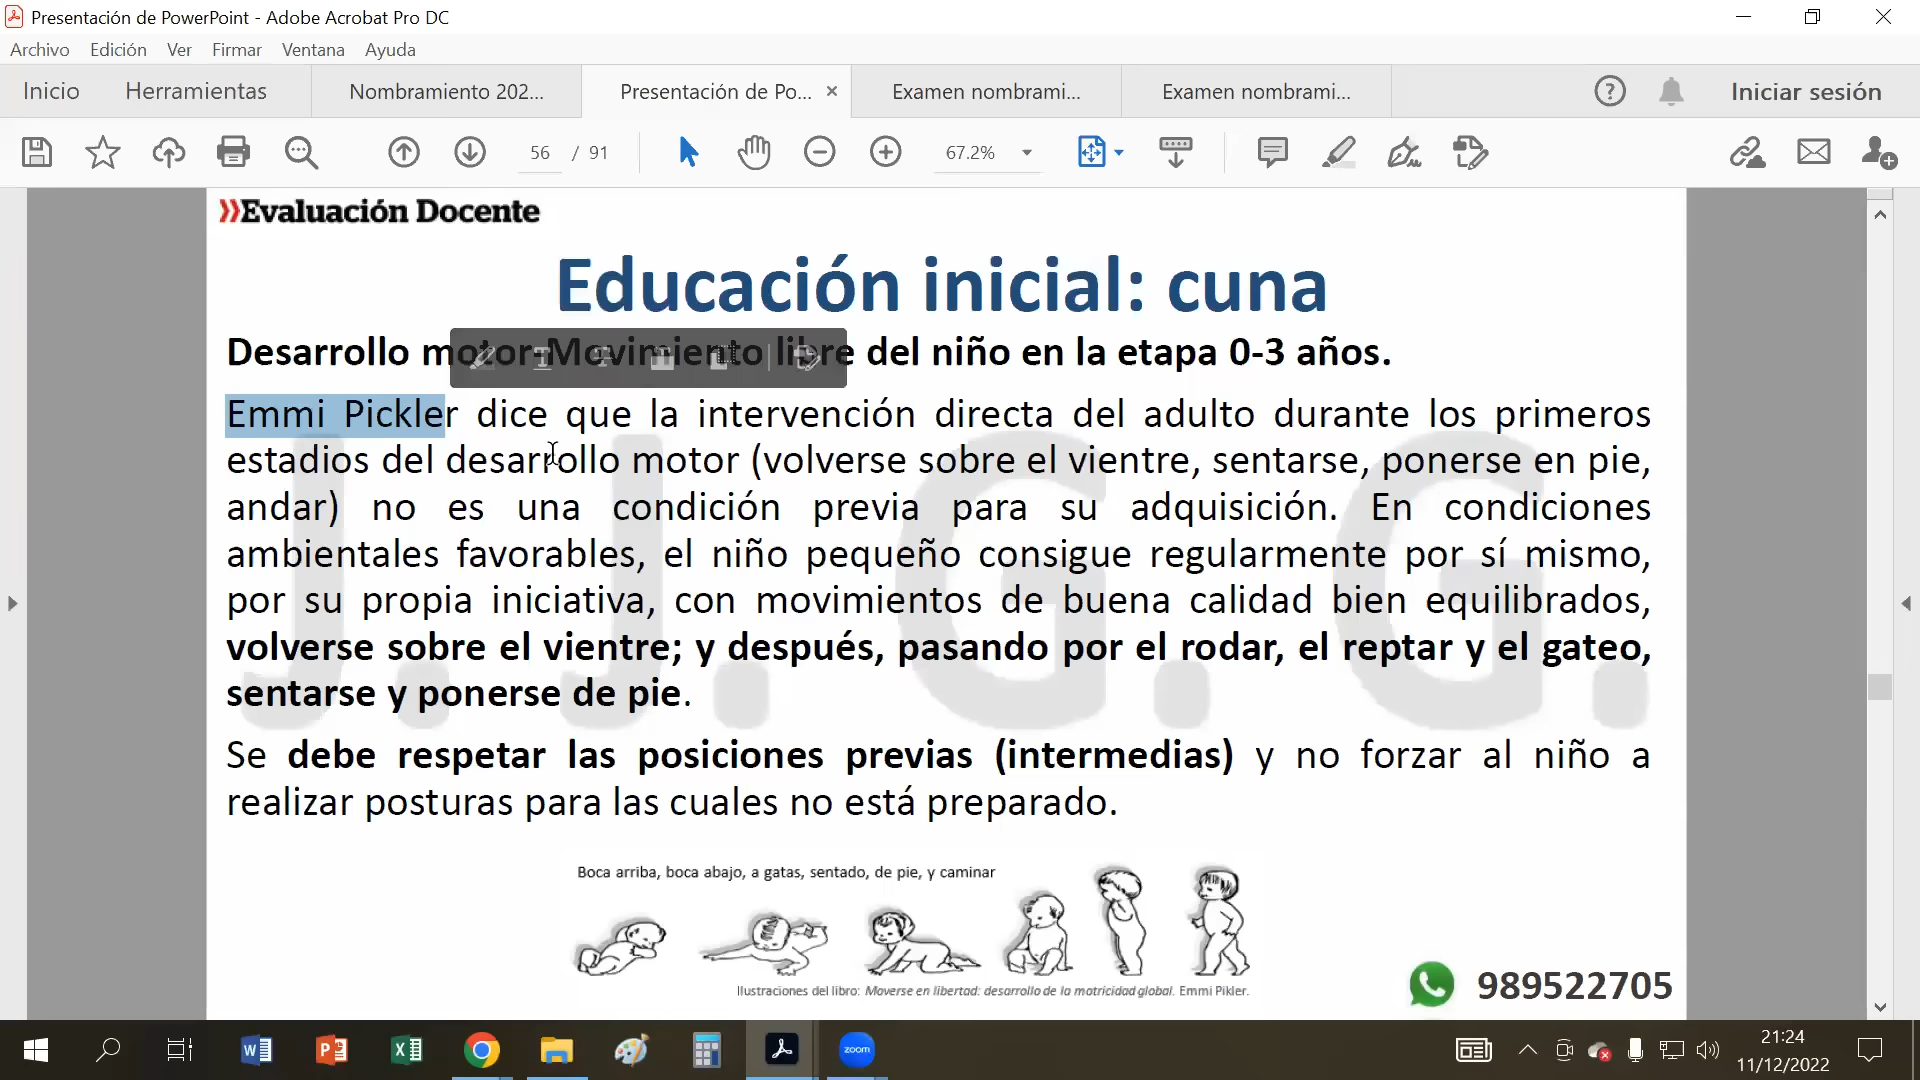 Presentación de PowerPoint - Adobe Acrobat Pro DC
Archivo Edición Ver Firmar Ventana Ayuda
Inicio Herramientas Nombramiento 202... Presentación de Po... × Examen nombrami... Examen nombrami... Iniciar sesión
56 / 91 67.2%
Evaluación Docente
Educación inicial: cuna
Desarrollo motor-Movimiento libre del niño en la etapa 0-3 años.
Emmi Pickler dice que la intervención directa del adulto durante los primeros
estadios del desarrollo motor (volverse sobre el vientre, sentarse, ponerse en pie,
andar) no es una condición previa para su adquisición. En condiciones
ambientales favorables, el niño pequeño consigue regularmente por sí mismo,
por su propia iniciativa, con movimientos de buena calidad bien equilibrados,
volverse sobre el vientre; y después, pasando por el rodar, el reptar y el gateo,
sentarse y ponerse de pie.
J. J. G. G.
Se debe respetar las posiciones previas (intermedias) y no forzar al niño a
realizar posturas para las cuales no está preparado.
Boca arriba, boca abajo, a gatas, sentado, de pie, y caminar
Ilustraciones del libro: Moverse en libertad: desarrollo de la motricidad global. Emmi Pikler.
989522705
zoom
21:24
11/12/2022